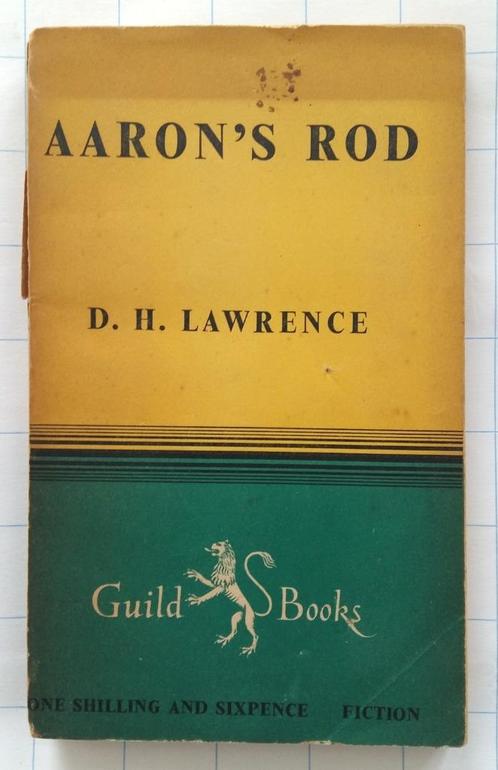 AARON'S ROD
D. H. LAWRENCE
Guild Books
ONE SHILLING AND SIXPENCE FICTION